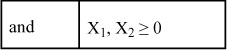 and X₁, X₂ ≥ 0